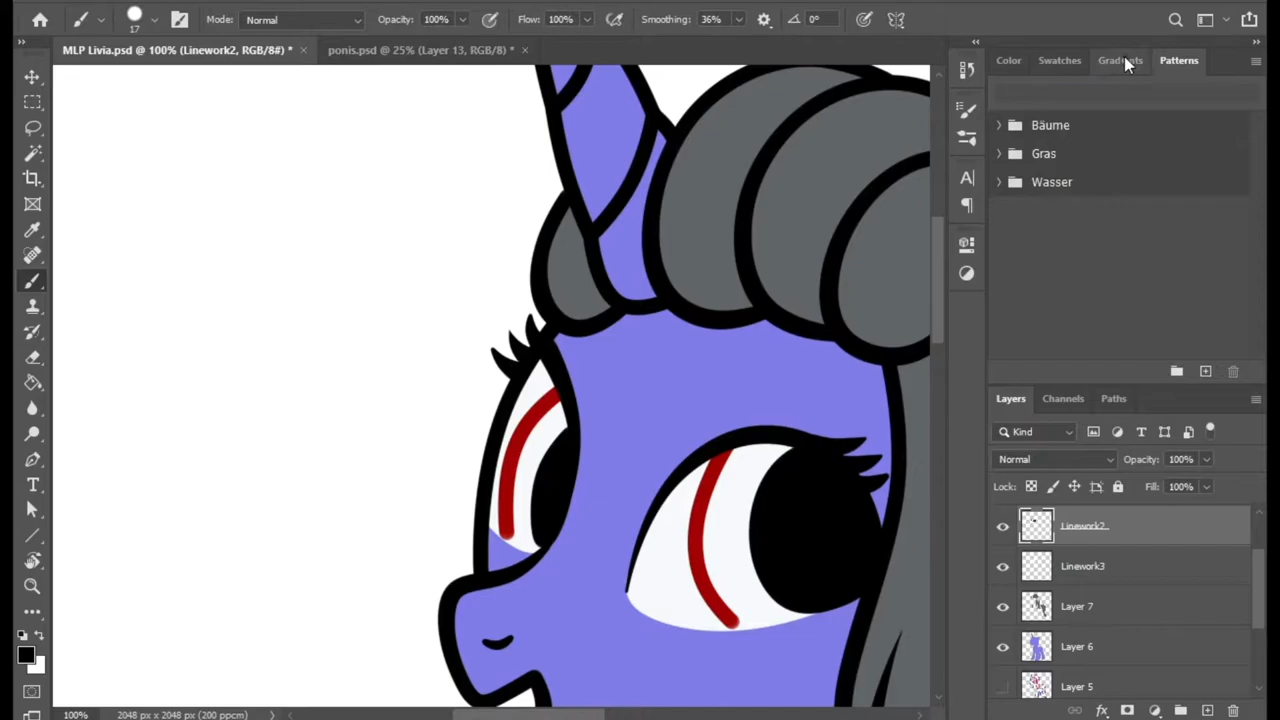 17 Mode: Normal Opacity: 100% Flow: 100% Smoothing: 36% 0°
MLP Livia.psd @ 100% (Linework2, RGB/8#) * × ponis.psd @ 25% (Layer 13, RGB/8) * ×
Color Swatches Gradients Patterns
Bäume
Gras
Wasser
Layers Channels Paths
Kind
Normal Opacity: 100%
Lock: Fill: 100%
Linework2
Linework3
Layer 7
Layer 6
Layer 5
100% 2048 px x 2048 px (200 ppcm)